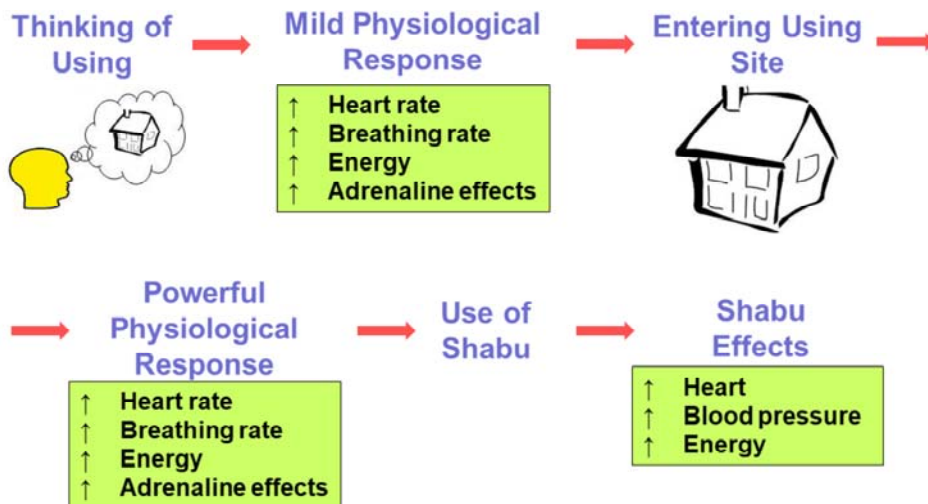 Thinking of
Using
Mild Physiological
Response
↑ Heart rate
↑ Breathing rate
↑ Energy
↑ Adrenaline effects
Entering Using
Site
Powerful
Physiological
Response
↑ Heart rate
↑ Breathing rate
↑ Energy
↑ Adrenaline effects
Use of
Shabu
Shabu
Effects
↑ Heart
↑ Blood pressure
↑ Energy